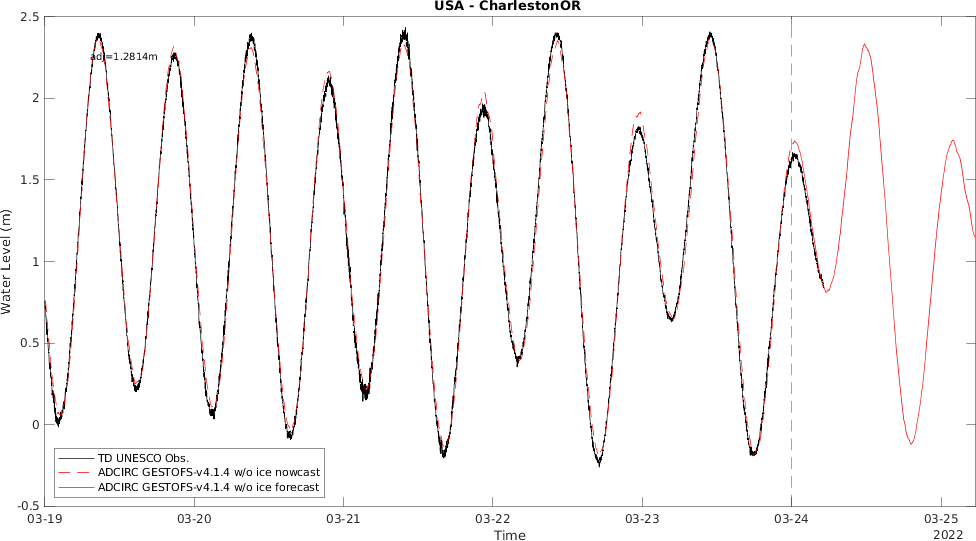 USA - CharlestonOR
2.5
adj=1.2814m
2
1.5
Water Level (m)
1
0.5
0
TD UNESCO Obs.
ADCIRC GESTOFS-v4.1.4 w/o ice nowcast
ADCIRC GESTOFS-v4.1.4 w/o ice forecast
-0.5
03-19 03-20 03-21 03-22 03-23 03-24 03-25
Time 2022